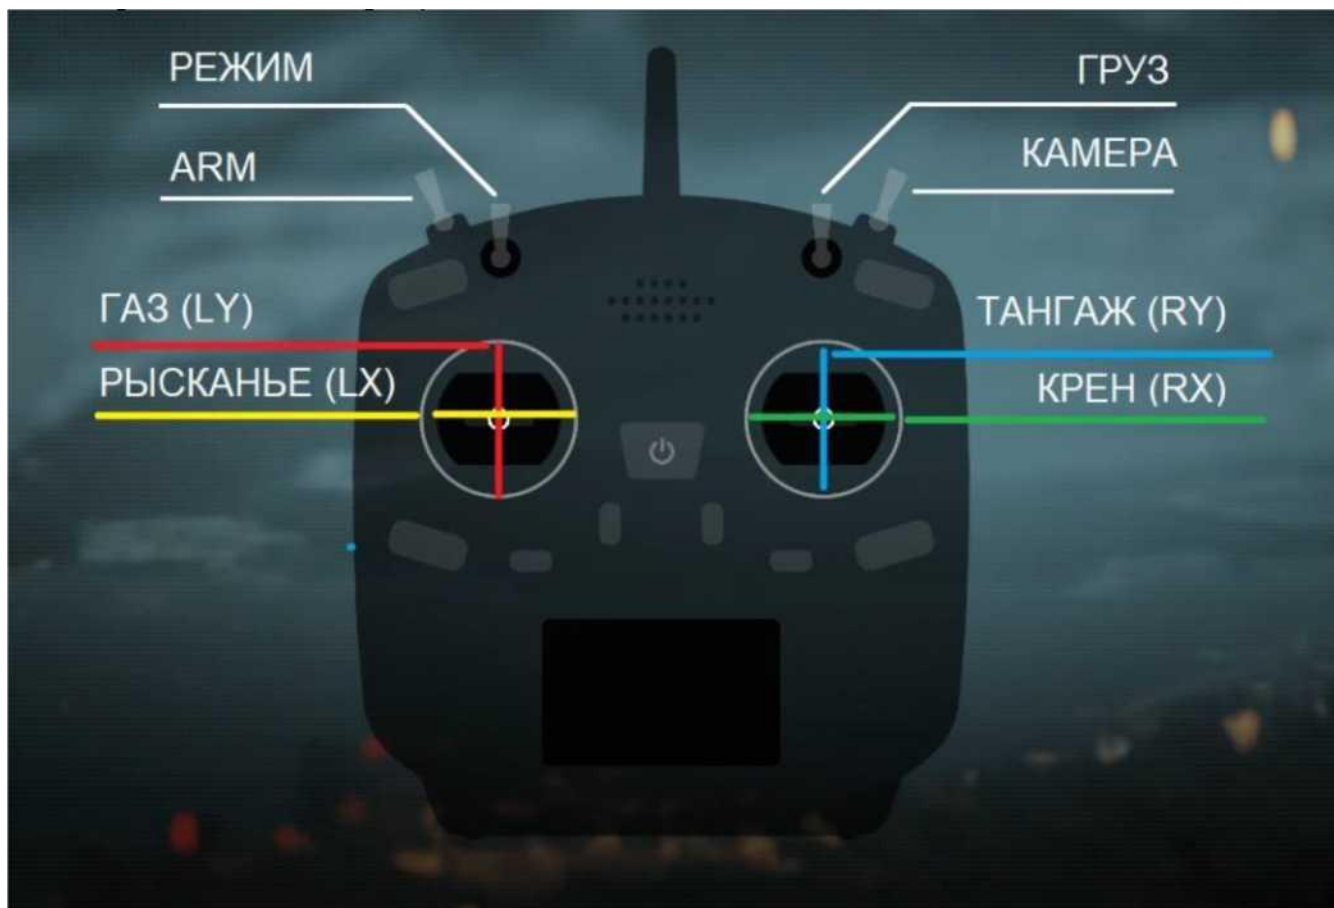 РЕЖИМ
ГРУЗ
ARM
КАМЕРА
ГАЗ (LY)
ТАНГАЖ (RY)
РЫСКАНЬЕ (LX)
КРЕН (RX)